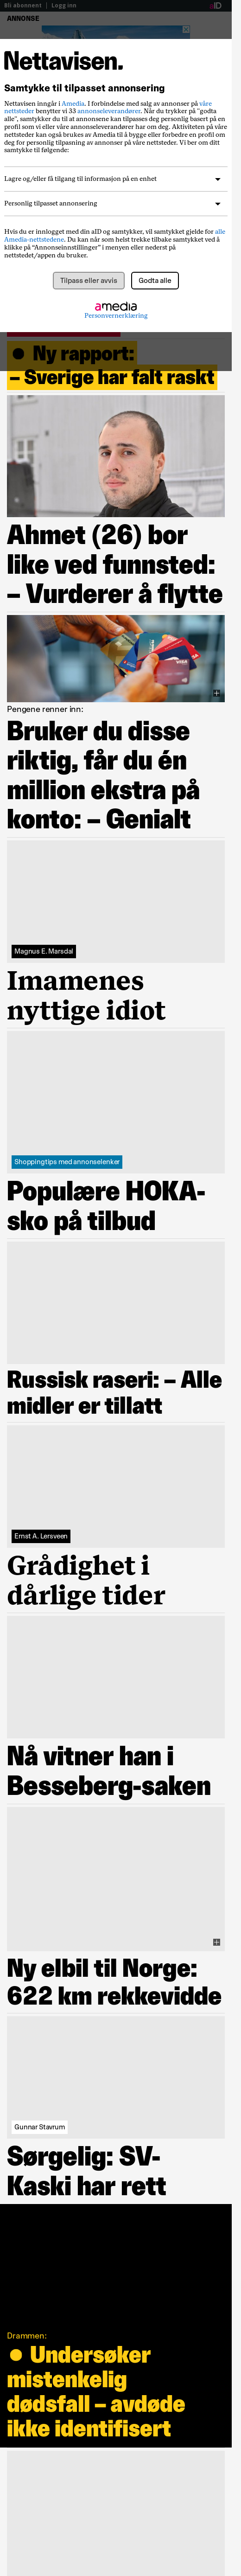 Bli abonnent | Logg inn
aID
ANNONSE
Nettavisen.
Samtykke til tilpasset annonsering
Nettavisen inngår i Amedia. I forbindelse med salg av annonser på våre
nettsteder benytter vi 33 annonseleverandører. Når du trykker på "godta
alle", samtykker du til at annonsene kan tilpasses deg personlig basert på en
profil som vi eller våre annonseleverandører har om deg. Aktiviteten på våre
nettsteder kan også brukes av Amedia til å bygge eller forbedre en profil om
deg for personlig tilpasning av annonser på våre nettsteder. Vi ber om ditt
samtykke til følgende:
Lagre og/eller få tilgang til informasjon på en enhet
Personlig tilpasset annonsering
Hvis du er innlogget med din aID og samtykker, vil samtykket gjelde for alle
Amedia-nettstedene. Du kan når som helst trekke tilbake samtykket ved å
klikke på “Annonseinnstillinger” i menyen eller nederst på
nettstedet/appen du bruker.
Tilpass eller avvis
Godta alle
amedia
Personvernerklæring
● Ny rapport:
– Sverige har falt raskt
Ahmet (26) bor
like ved funnsted:
– Vurderer å flytte
Pengene renner inn:
Bruker du disse
riktig, får du én
million ekstra på
konto: – Genialt
Magnus E. Marsdal
Imamenes
nyttige idiot
Shoppingtips med annonselenker
Populære HOKA-
sko på tilbud
Russisk raseri: – Alle
midler er tillatt
Ernst A. Lersveen
Grådighet i
dårlige tider
Nå vitner han i
Besseberg-saken
Ny elbil til Norge:
622 km rekkevidde
Gunnar Stavrum
Sørgelig: SV-
Kaski har rett
Drammen:
● Undersøker
mistenkelig
dødsfall – avdøde
ikke identifisert